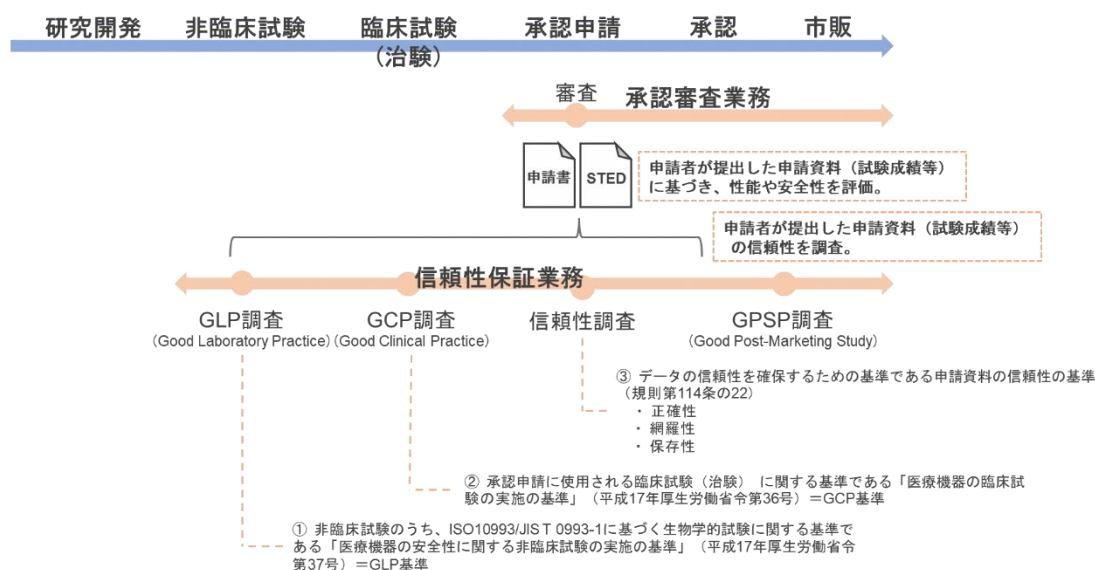 研究開発 非臨床試験 臨床試験 承認申請 承認 市販
（治験）
審査
承認審査業務
申請書 STED
申請者が提出した申請資料（試験成績等）
に基づき、性能や安全性を評価。
申請者が提出した申請資料（試験成績等）
の信頼性を調査。
信頼性保証業務
GLP調査 GCP調査 信頼性調査 GPSP調査
(Good Laboratory Practice) (Good Clinical Practice) (Good Post-Marketing Study)
③ データの信頼性を確保するための基準である申請資料の信頼性の基準
（規則第114条の22）
・ 正確性
・ 網羅性
・ 保存性
② 承認申請に使用される臨床試験（治験） に関する基準である「医療機器の臨床試
験の実施の基準」（平成17年厚生労働省令第36号）＝GCP基準
① 非臨床試験のうち、ISO10993/JIS T 0993-1に基づく生物学的試験に関する基準で
ある「医療機器の安全性に関する非臨床試験の実施の基準」（平成17年厚生労働省令
第37号）＝GLP基準